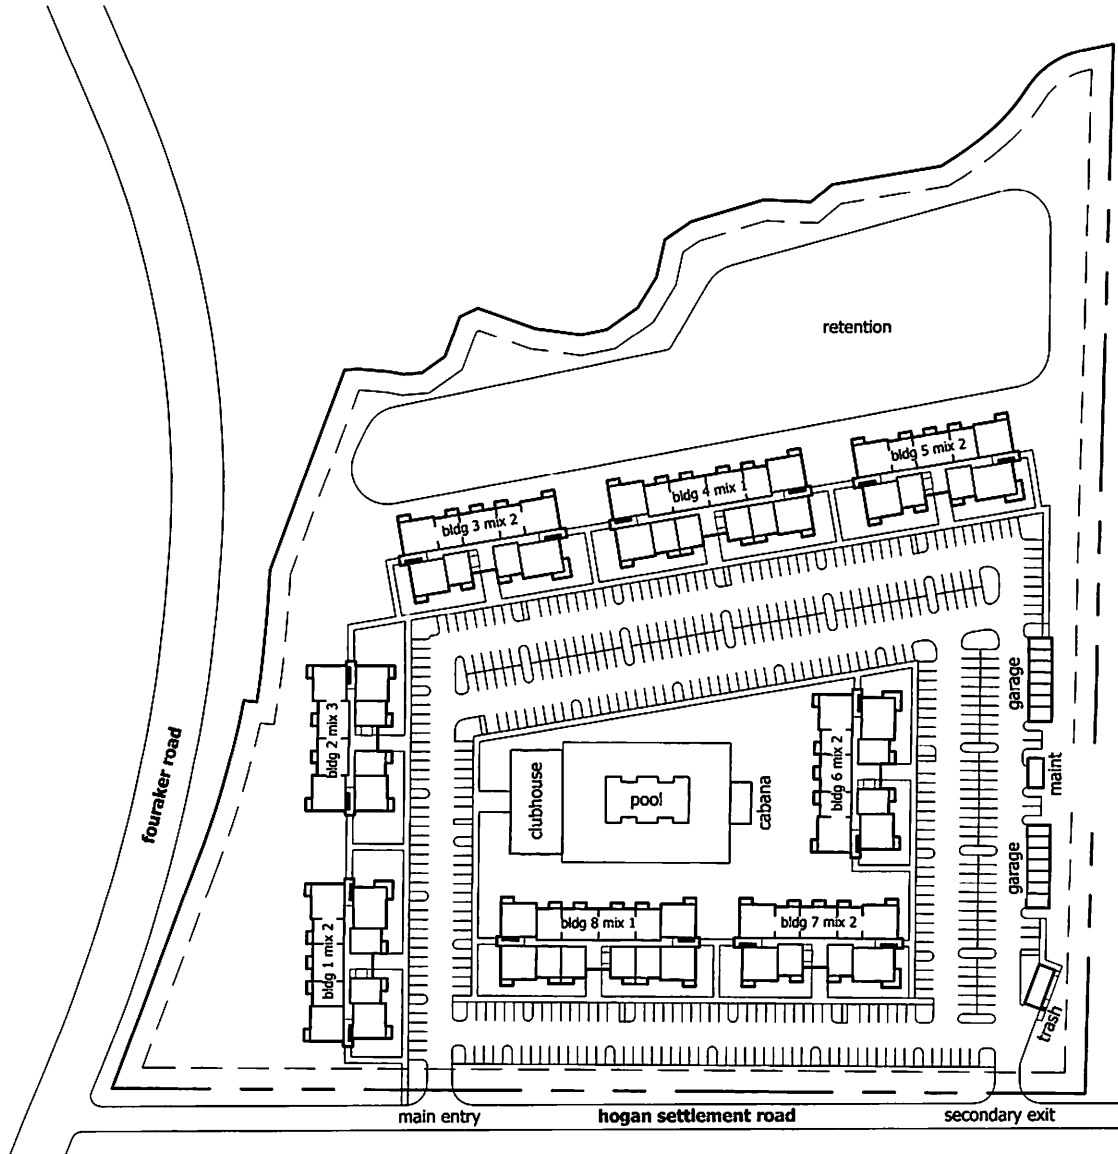 retention
bldg 5 mix 2
bldg 4 mix 1
bldg 3 mix 2
garage
bldg 2 mix 3
fouraker road
clubhouse
pool
cabana
bldg 6 mix 2
maint
garage
bldg 1 mix 2
bldg 8 mix 1
bldg 7 mix 2
trash
main entry
hogan settlement road
secondary exit